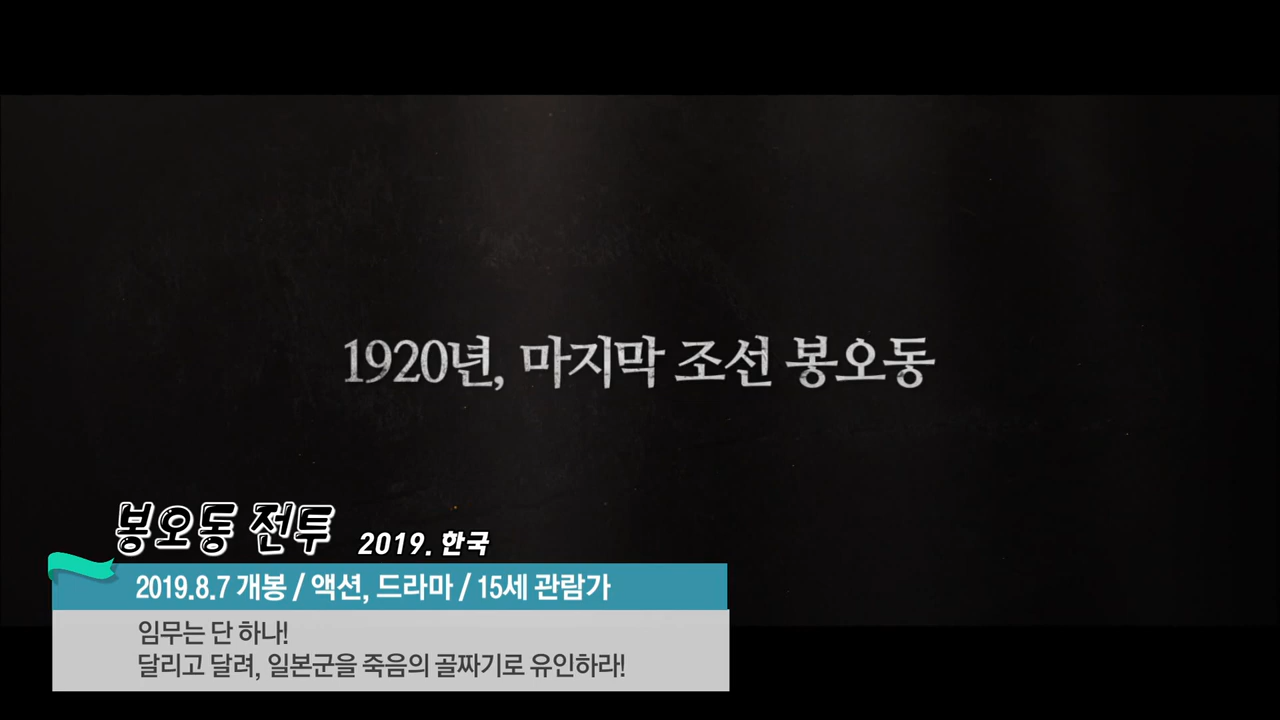 1920년, 마지막 조선 봉오동
봉오동 전투 2019. 한국
2019.8.7 개봉 / 액션, 드라마 / 15세 관람가
임무는 단 하나!
달리고 달려, 일본군을 죽음의 골짜기로 유인하라!